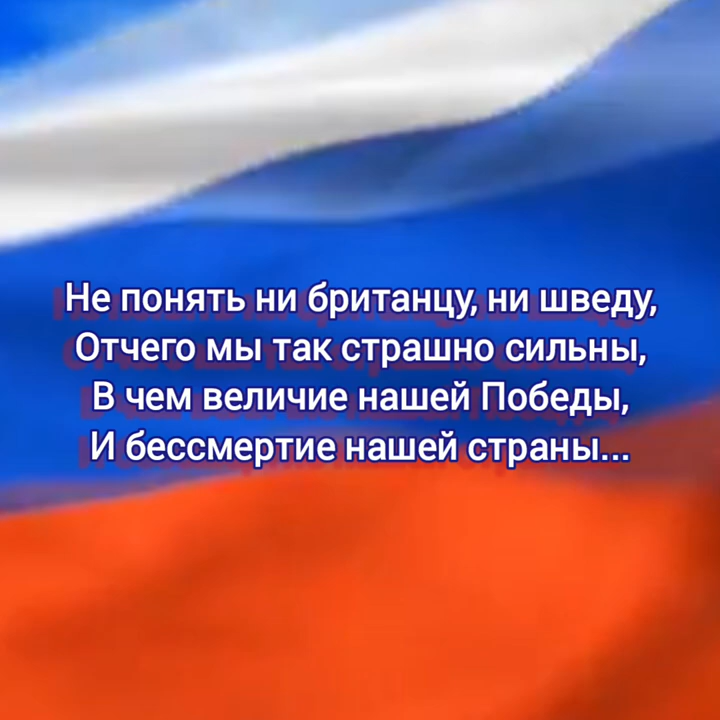 Не понять ни британцу, ни шведу,
Отчего мы так страшно сильны,
В чем величие нашей Победы,
И бессмертие нашей страны...